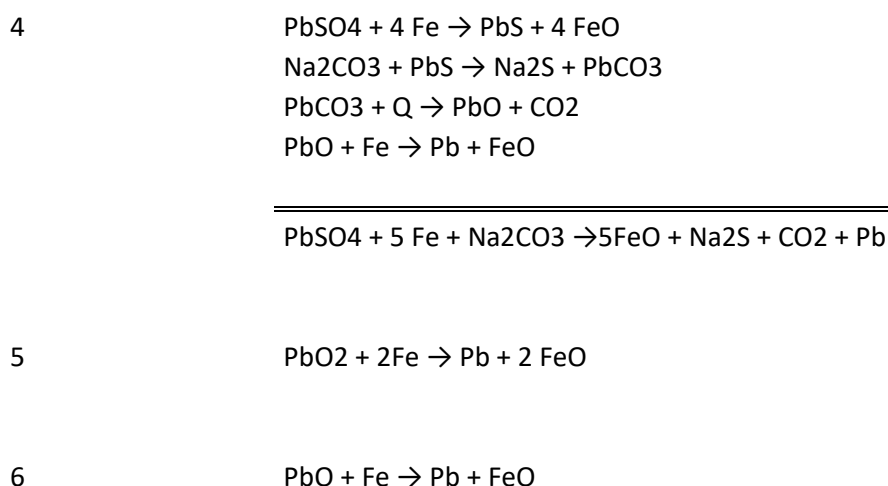 4 PbSO4 + 4 Fe → PbS + 4 FeO
Na2CO3 + PbS → Na2S + PbCO3
PbCO3 + Q → PbO + CO2
PbO + Fe → Pb + FeO
PbSO4 + 5 Fe + Na2CO3 →5FeO + Na2S + CO2 + Pb
5 PbO2 + 2Fe → Pb + 2 FeO
6 PbO + Fe → Pb + FeO